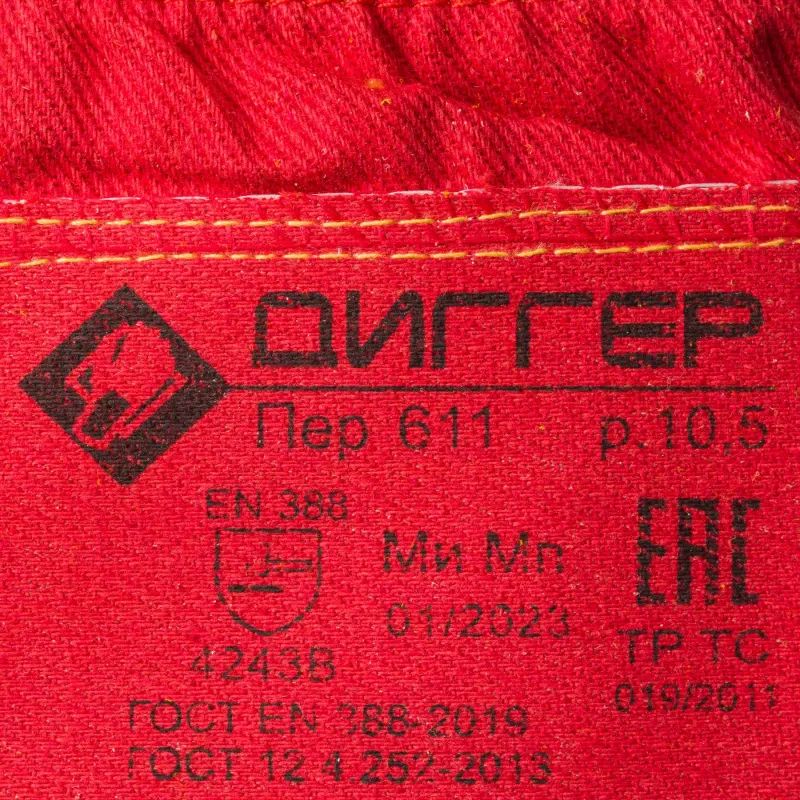 ДИГГЕР
Пер 611 р.10,5
EN 388
Ми Мп
EAC
01/2023
4243В
ТР ТС
019/2011
ГОСТ EN 388-2019
ГОСТ 12.4.252-2013